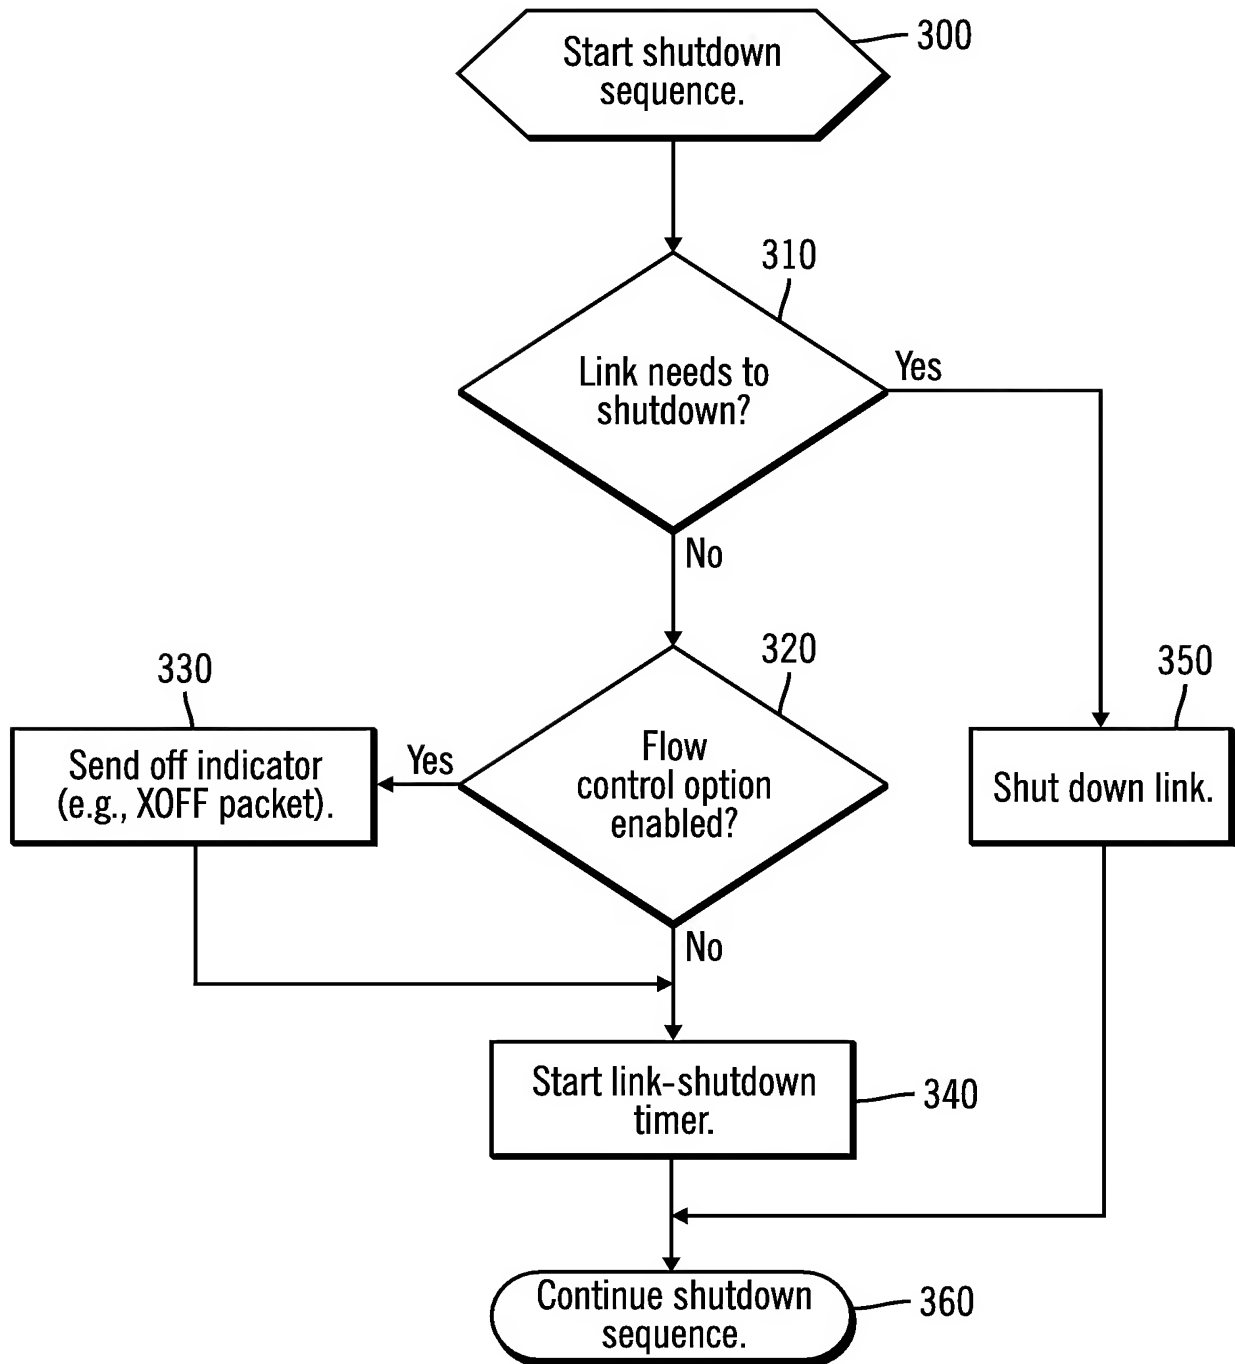 Start shutdown
sequence.
300
310
Link needs to
shutdown?
Yes
No
320
330
350
Flow
control option
enabled?
Yes
Send off indicator
(e.g., XOFF packet).
Shut down link.
No
Start link-shutdown
timer.
340
Continue shutdown
sequence.
360